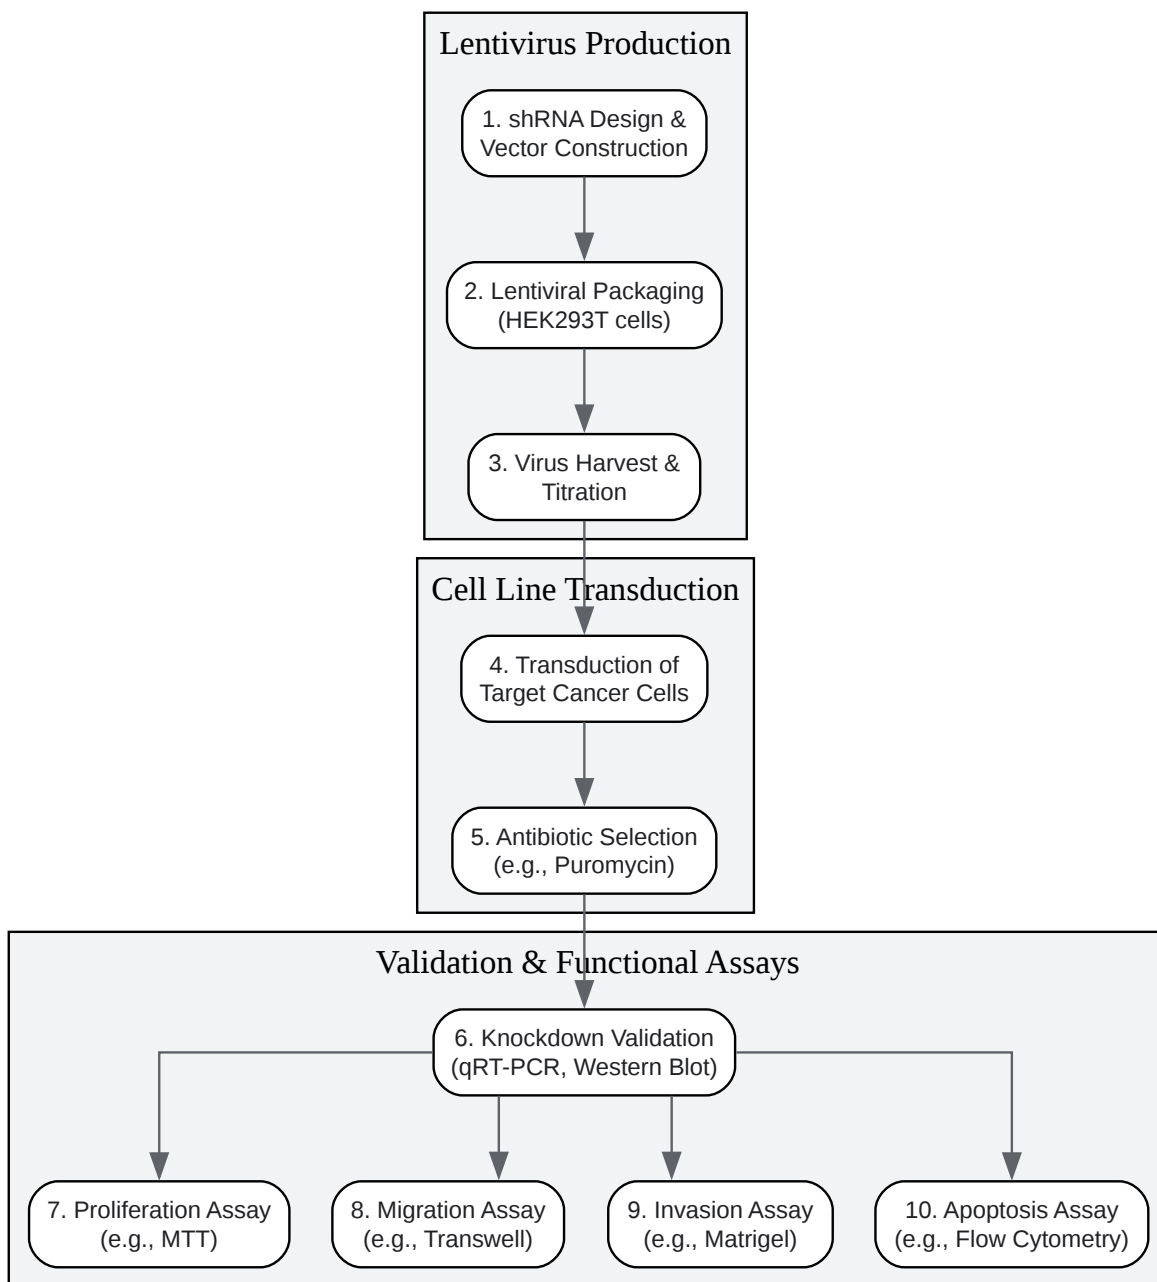 Lentivirus Production
1. shRNA Design &
Vector Construction
2. Lentiviral Packaging
(HEK293T cells)
3. Virus Harvest &
Titration
Cell Line Transduction
4. Transduction of
Target Cancer Cells
5. Antibiotic Selection
(e.g., Puromycin)
Validation & Functional Assays
6. Knockdown Validation
(qRT-PCR, Western Blot)
7. Proliferation Assay
(e.g., MTT)
8. Migration Assay
(e.g., Transwell)
9. Invasion Assay
(e.g., Matrigel)
10. Apoptosis Assay
(e.g., Flow Cytometry)